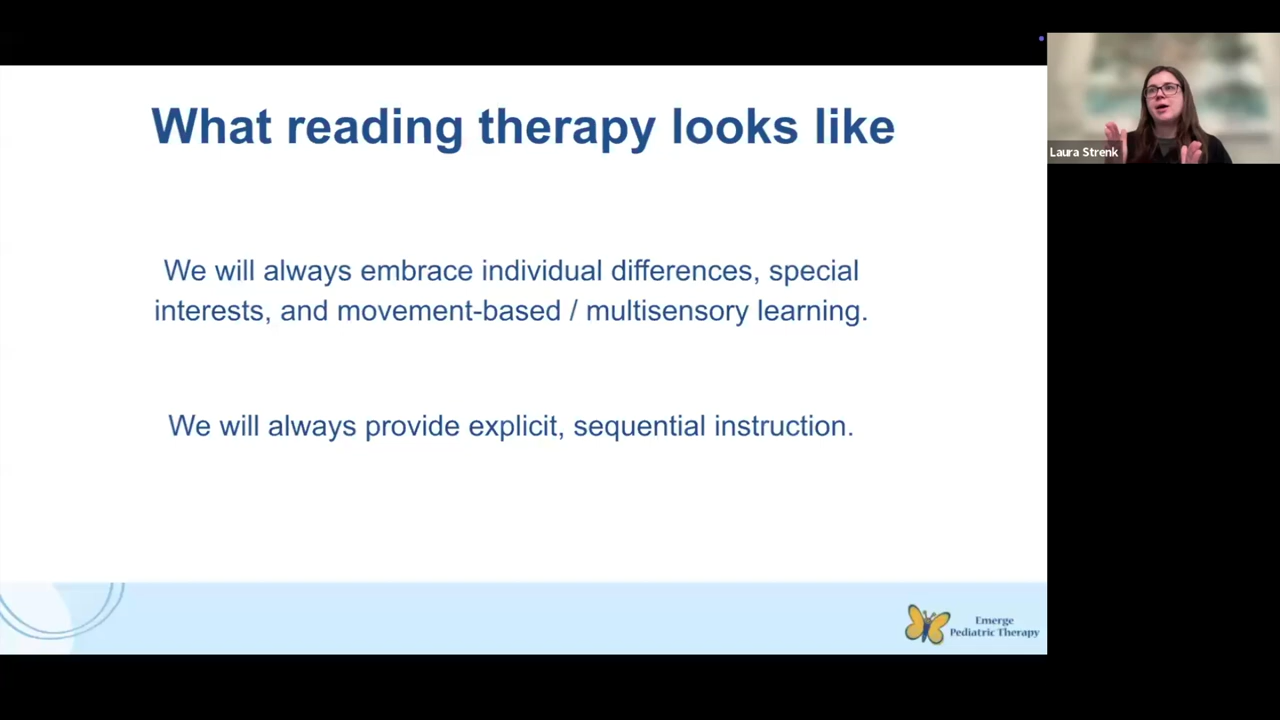 What reading therapy looks like
Laura Strenk
We will always embrace individual differences, special
interests, and movement-based / multisensory learning.
We will always provide explicit, sequential instruction.
Emerge
Pediatric Therapy